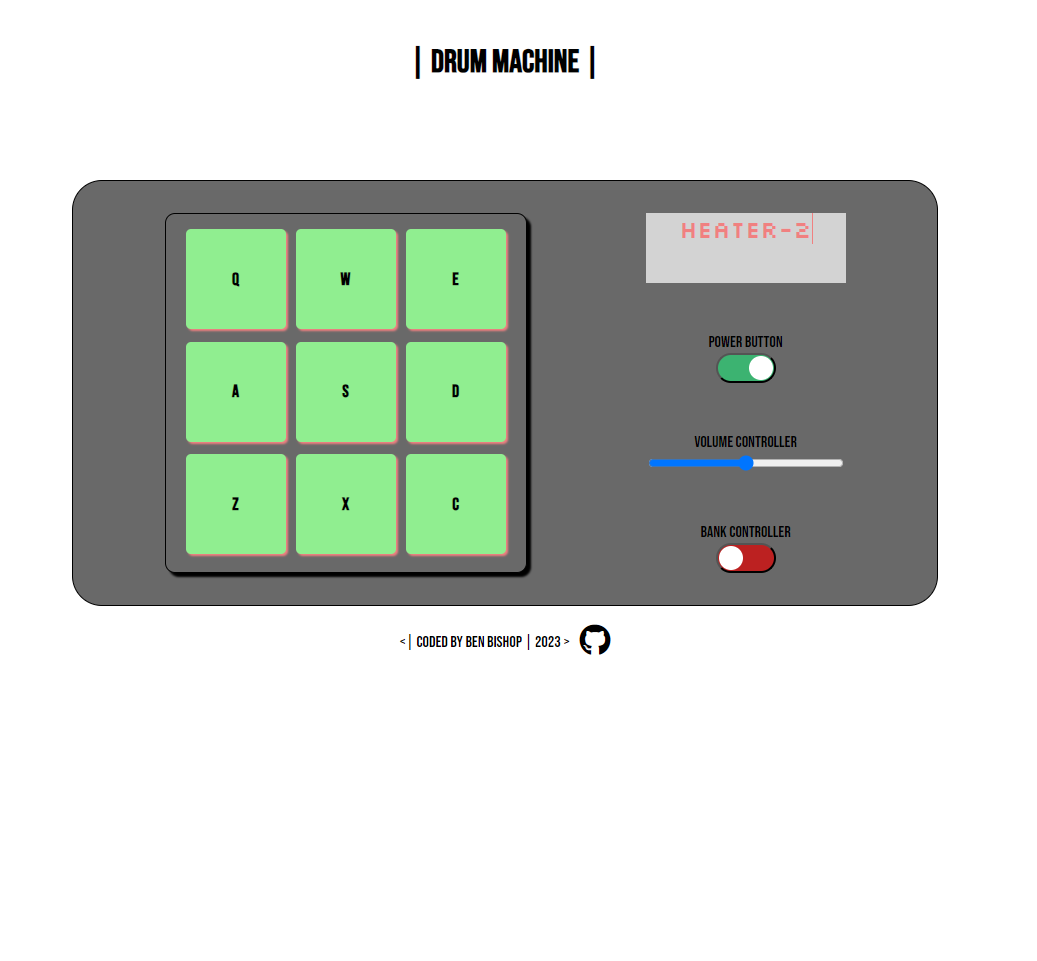 | DRUM MACHINE |
HEATER-2
Q W E
POWER BUTTON
A S D
VOLUME CONTROLLER
Z X C
BANK CONTROLLER
<| CODED BY BEN BISHOP | 2023 >